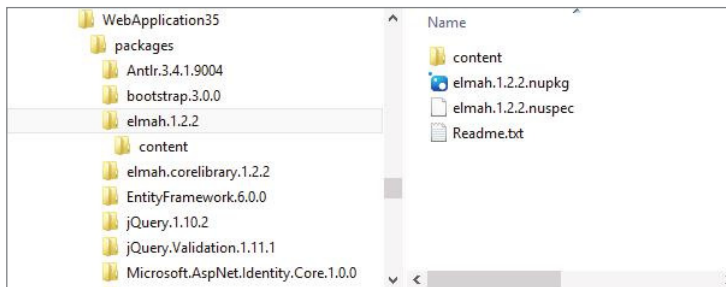 WebApplication35
packages
Antlr.3.4.1.9004
bootstrap.3.0.0
elmah.1.2.2
content
elmah.corelibrary.1.2.2
EntityFramework.6.0.0
jQuery.1.10.2
jQuery.Validation.1.11.1
Microsoft.AspNet.Identity.Core.1.0.0
Name
content
elmah.1.2.2.nupkg
elmah.1.2.2.nuspec
Readme.txt